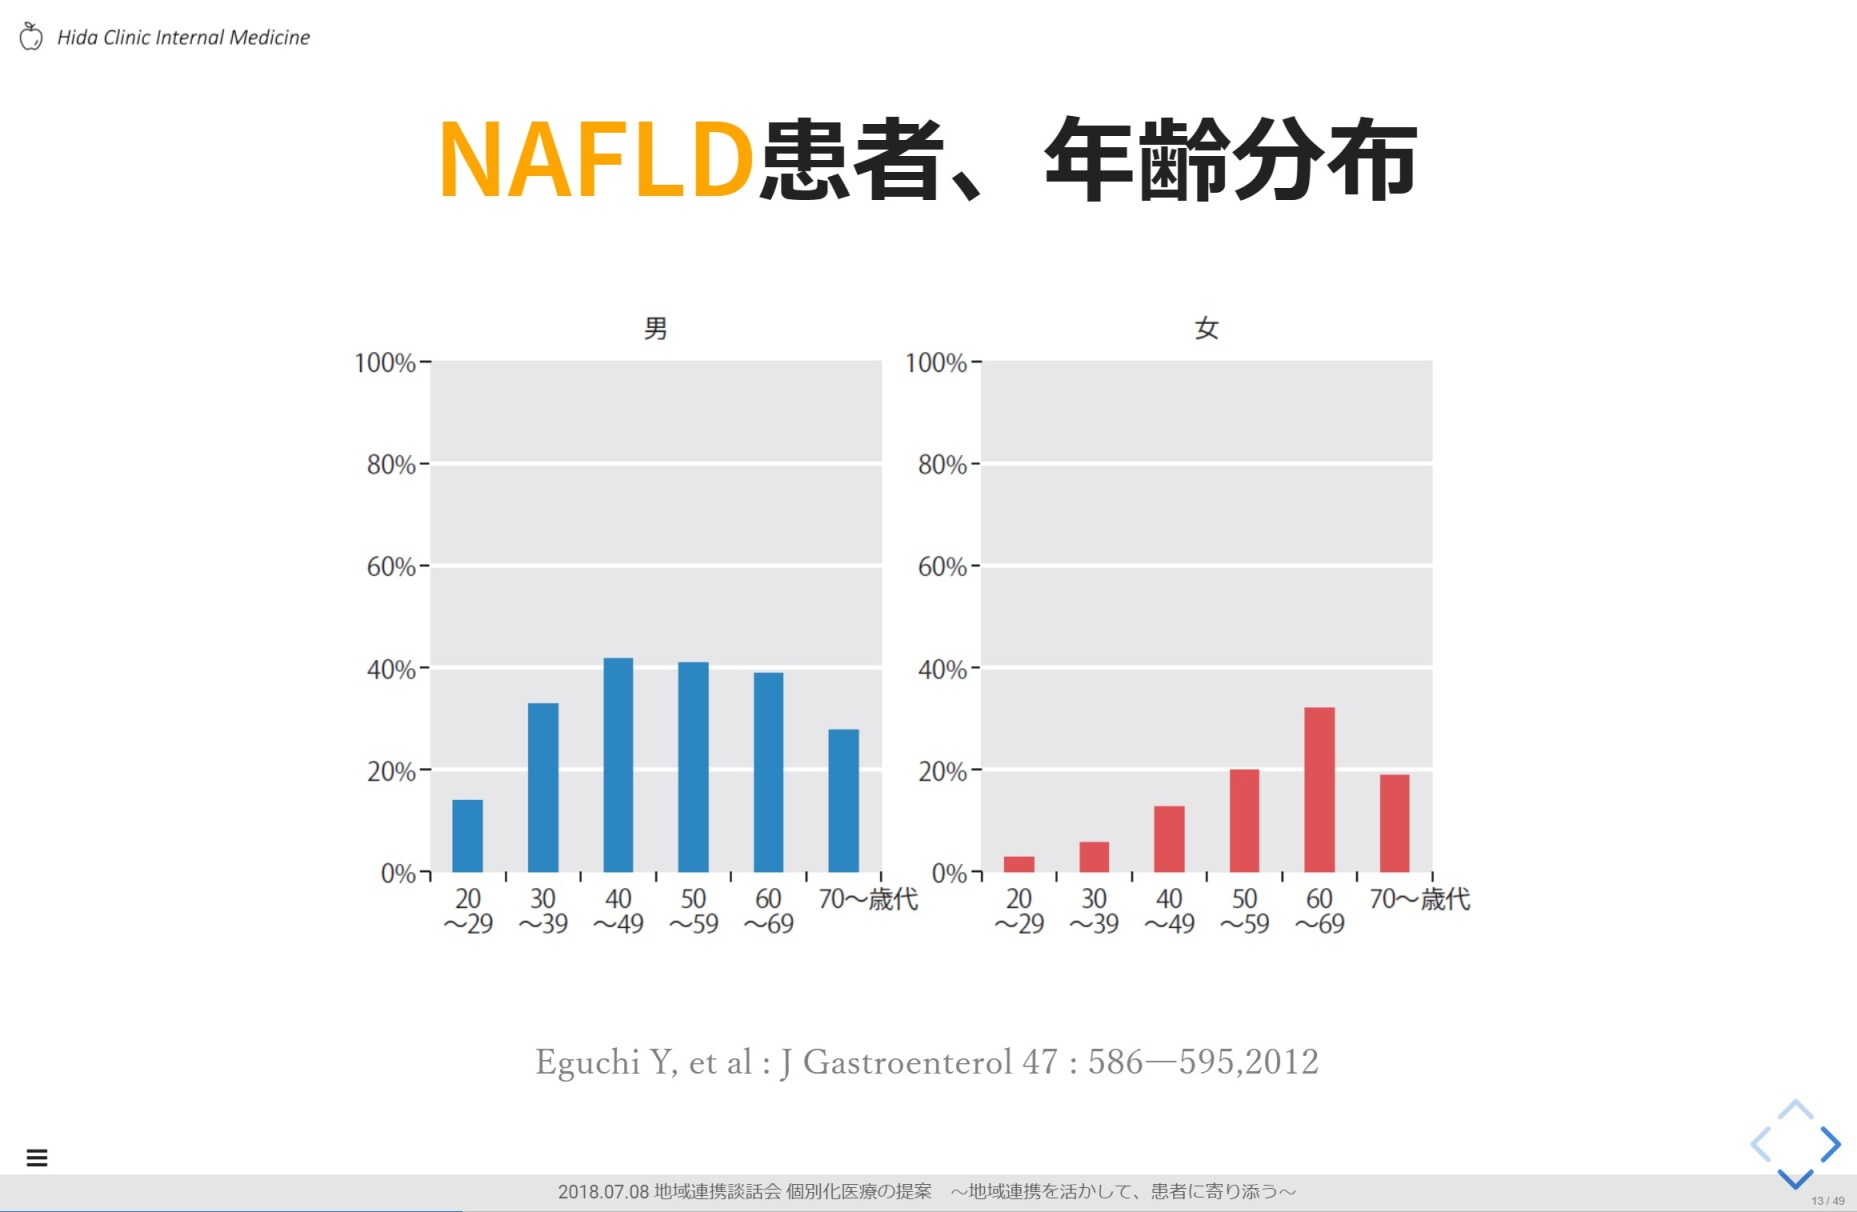 Hida Clinic Internal Medicine
NAFLD患者、年齢分布
男
100%
80%
60%
40%
20%
0%
20 30 40 50 60 70〜歳代
〜29 〜39 〜49 〜59 〜69
女
100%
80%
60%
40%
20%
0%
20 30 40 50 60 70〜歳代
〜29 〜39 〜49 〜59 〜69
Eguchi Y, et al : J Gastroenterol 47 : 586—595,2012
2018.07.08 地域連携談話会 個別化医療の提案　〜地域連携を活かして、患者に寄り添う〜
13 / 49